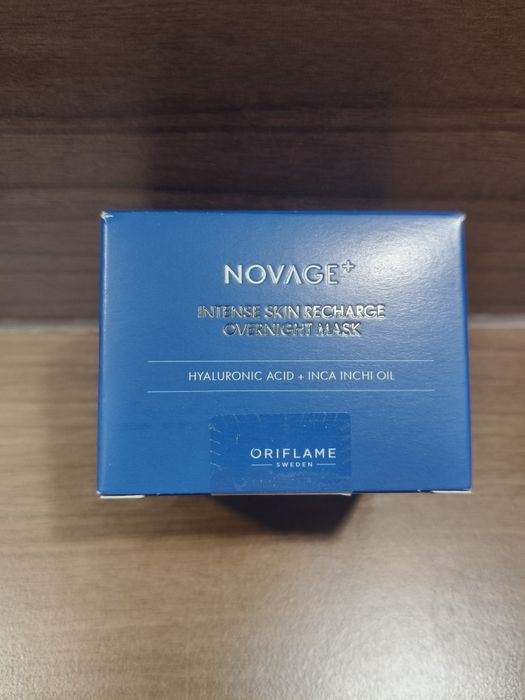 NOVAGE+
INTENSE SKIN RECHARGE
OVERNIGHT MASK
HYALURONIC ACID + INCA INCHI OIL
ORIFLAME
SWEDEN